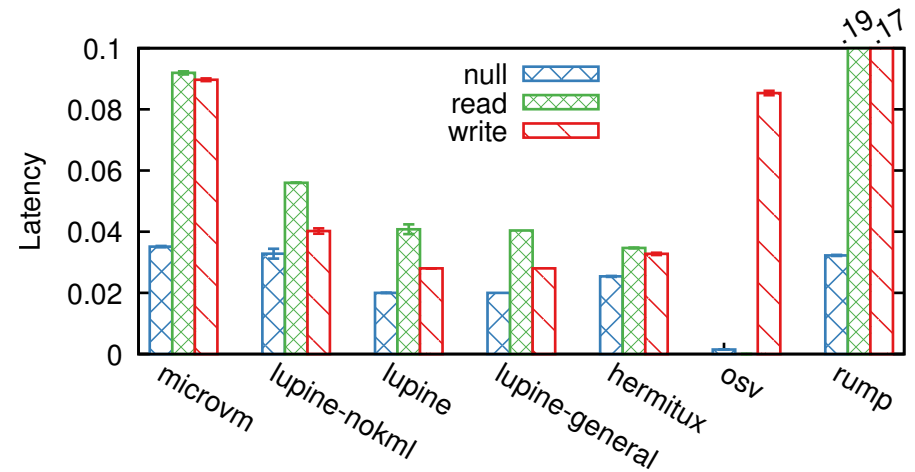 .19
.17
0.1
0.08
0.06
0.04
0.02
0
Latency
null
read
write
microvm
lupine-nokml
lupine
lupine-general
hermitux
osv
rump